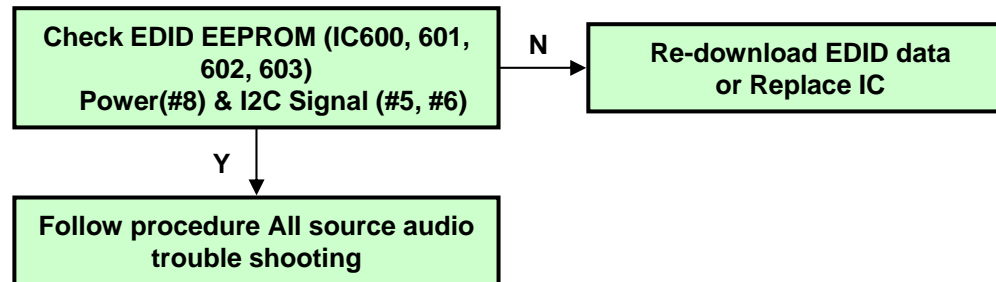 Check EDID EEPROM (IC600, 601,
602, 603)
Power(#8) & I2C Signal (#5, #6)
N
Re-download EDID data
or Replace IC
Y
Follow procedure All source audio
trouble shooting